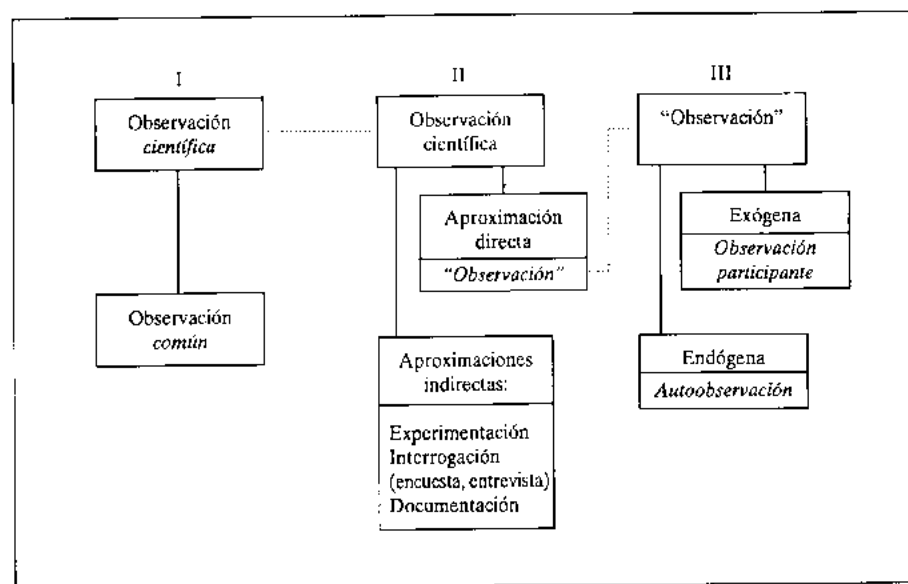 I
Observación
científica
Observación
común
II
Observación
científica
Aproximación
directa
“Observación”
Aproximaciones
indirectas:
Experimentación
Interrogación
(encuesta, entrevista)
Documentación
III
“Observación”
Exógena
Observación
participante
Endógena
Autoobservación